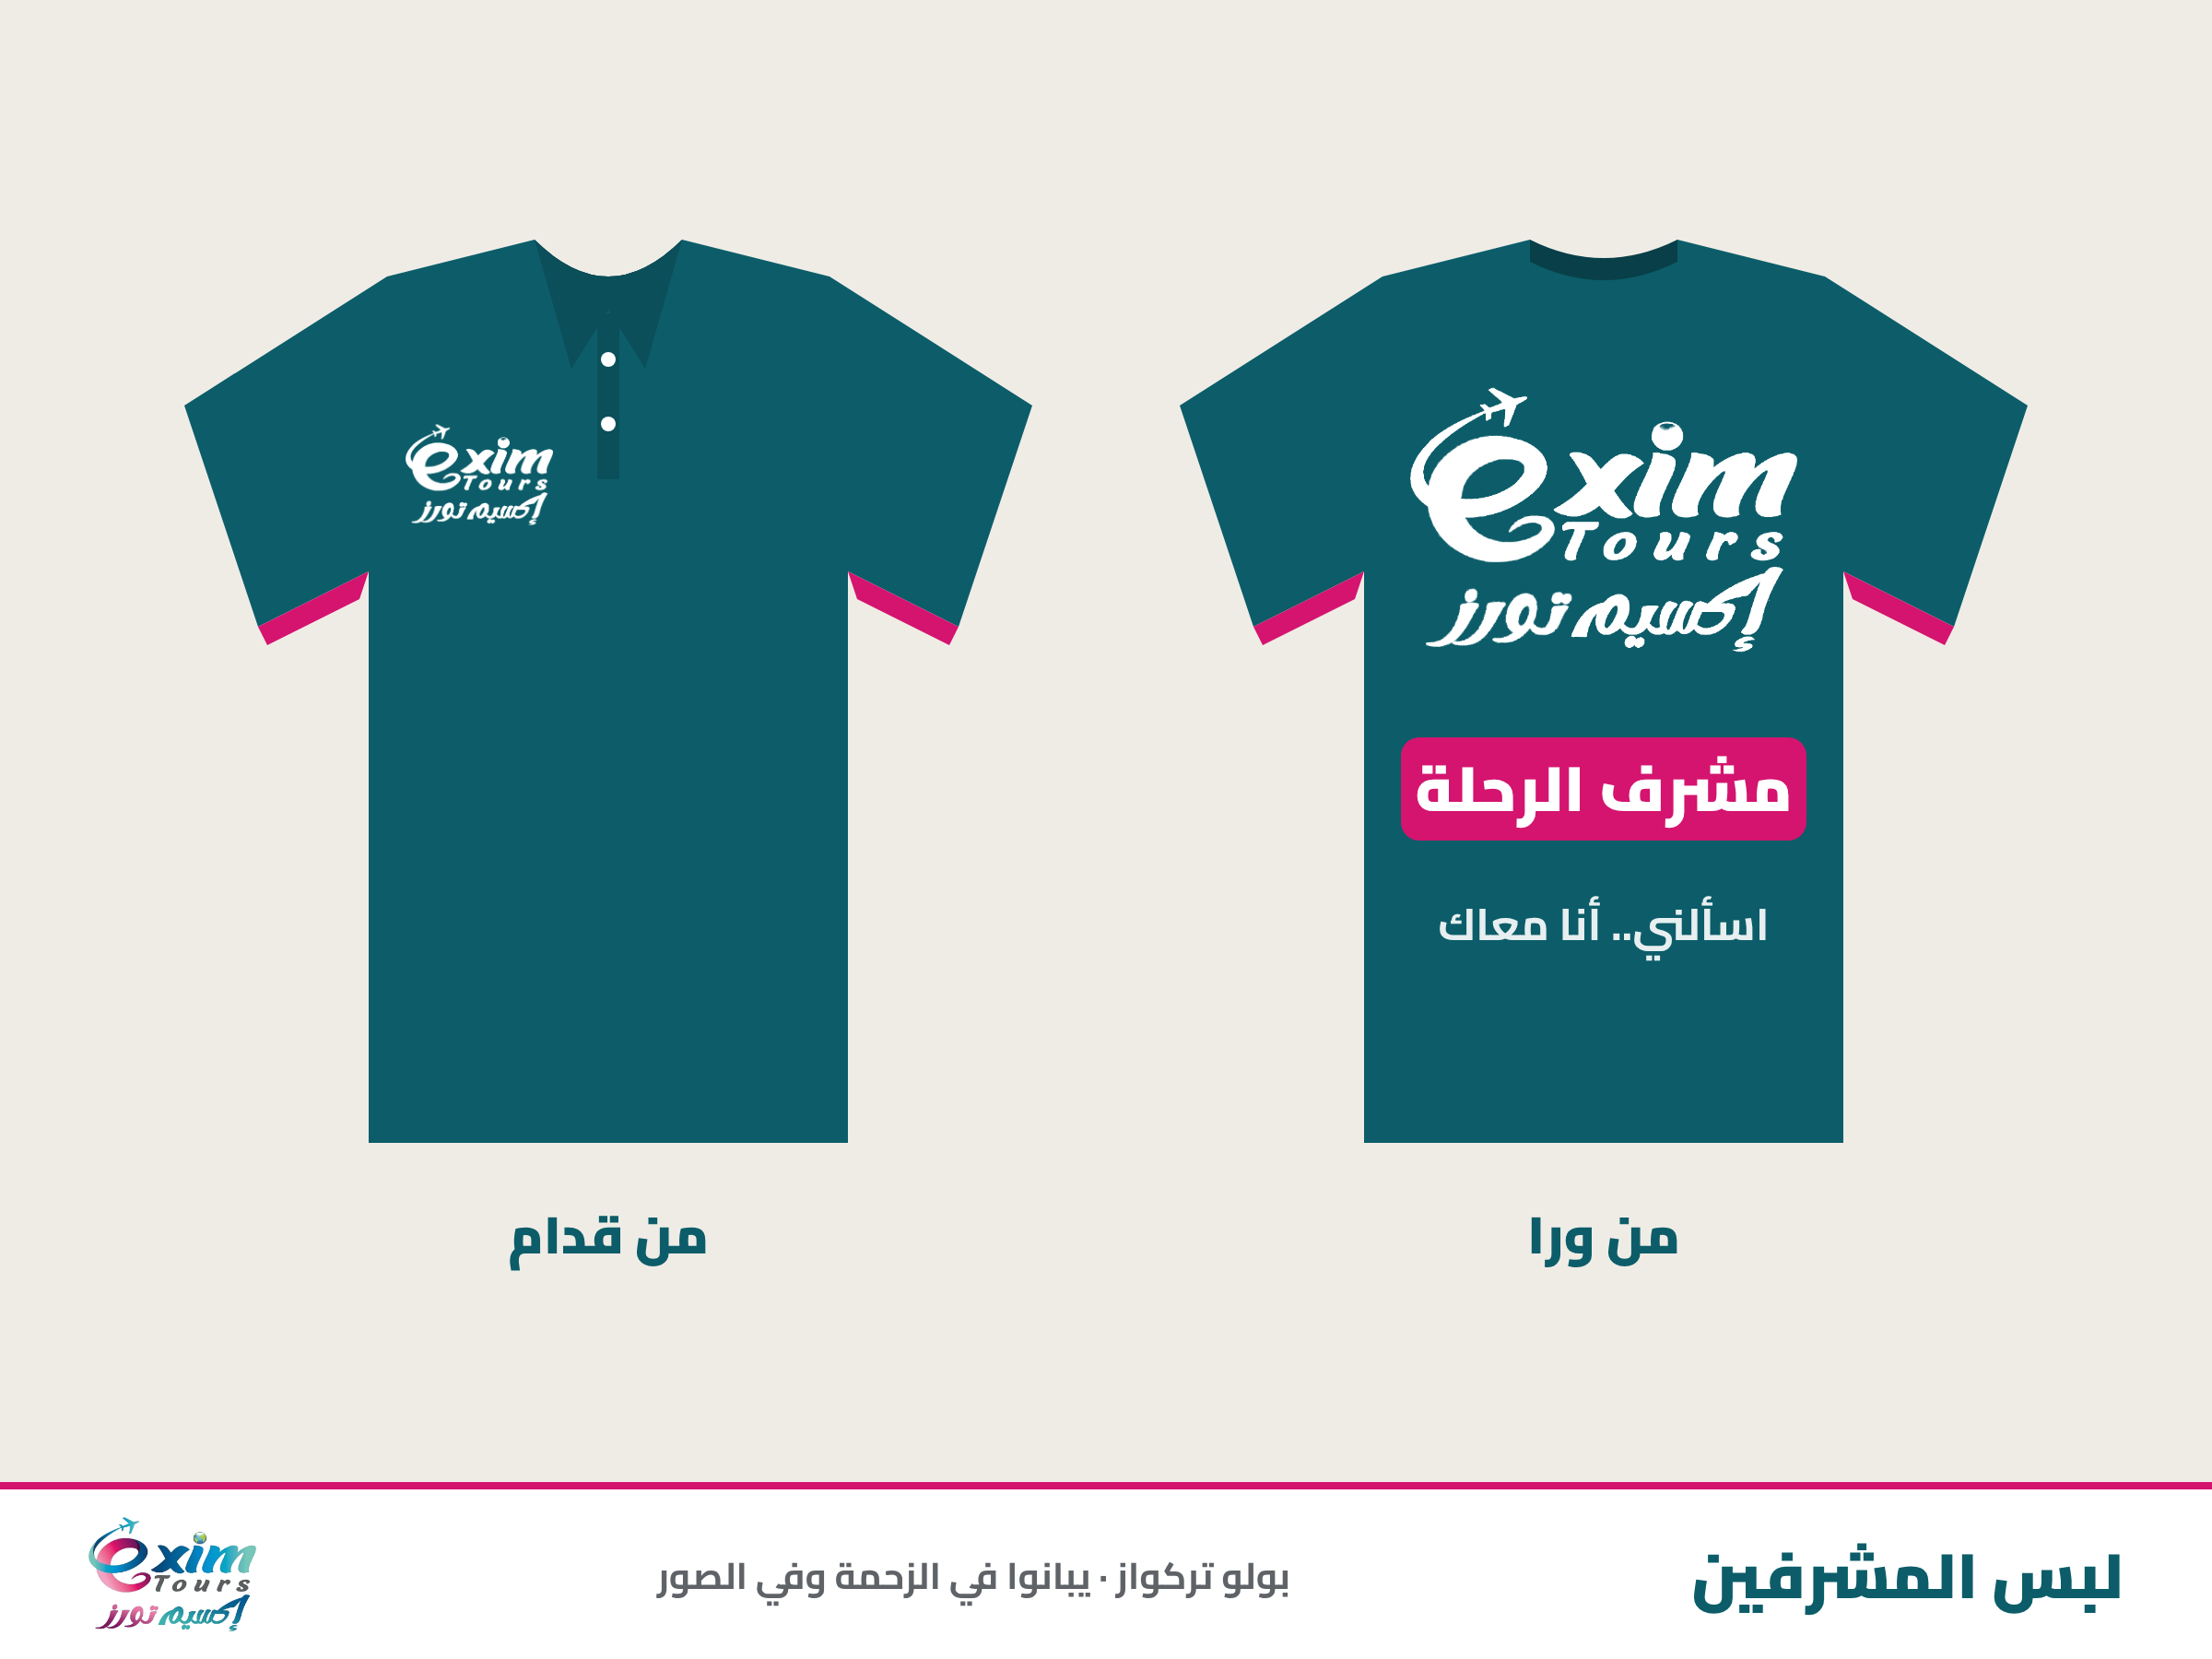 exim
Tours
إكسيم تورز
exim
Tours
إكسيم تورز
مشرف الرحلة
اسألني.. أنا معاك
من قدام
من ورا
لبس المشرفين
بولو تركواز · يبانوا في الزحمة وفي الصور
exim
Tours
إكسيم تورز